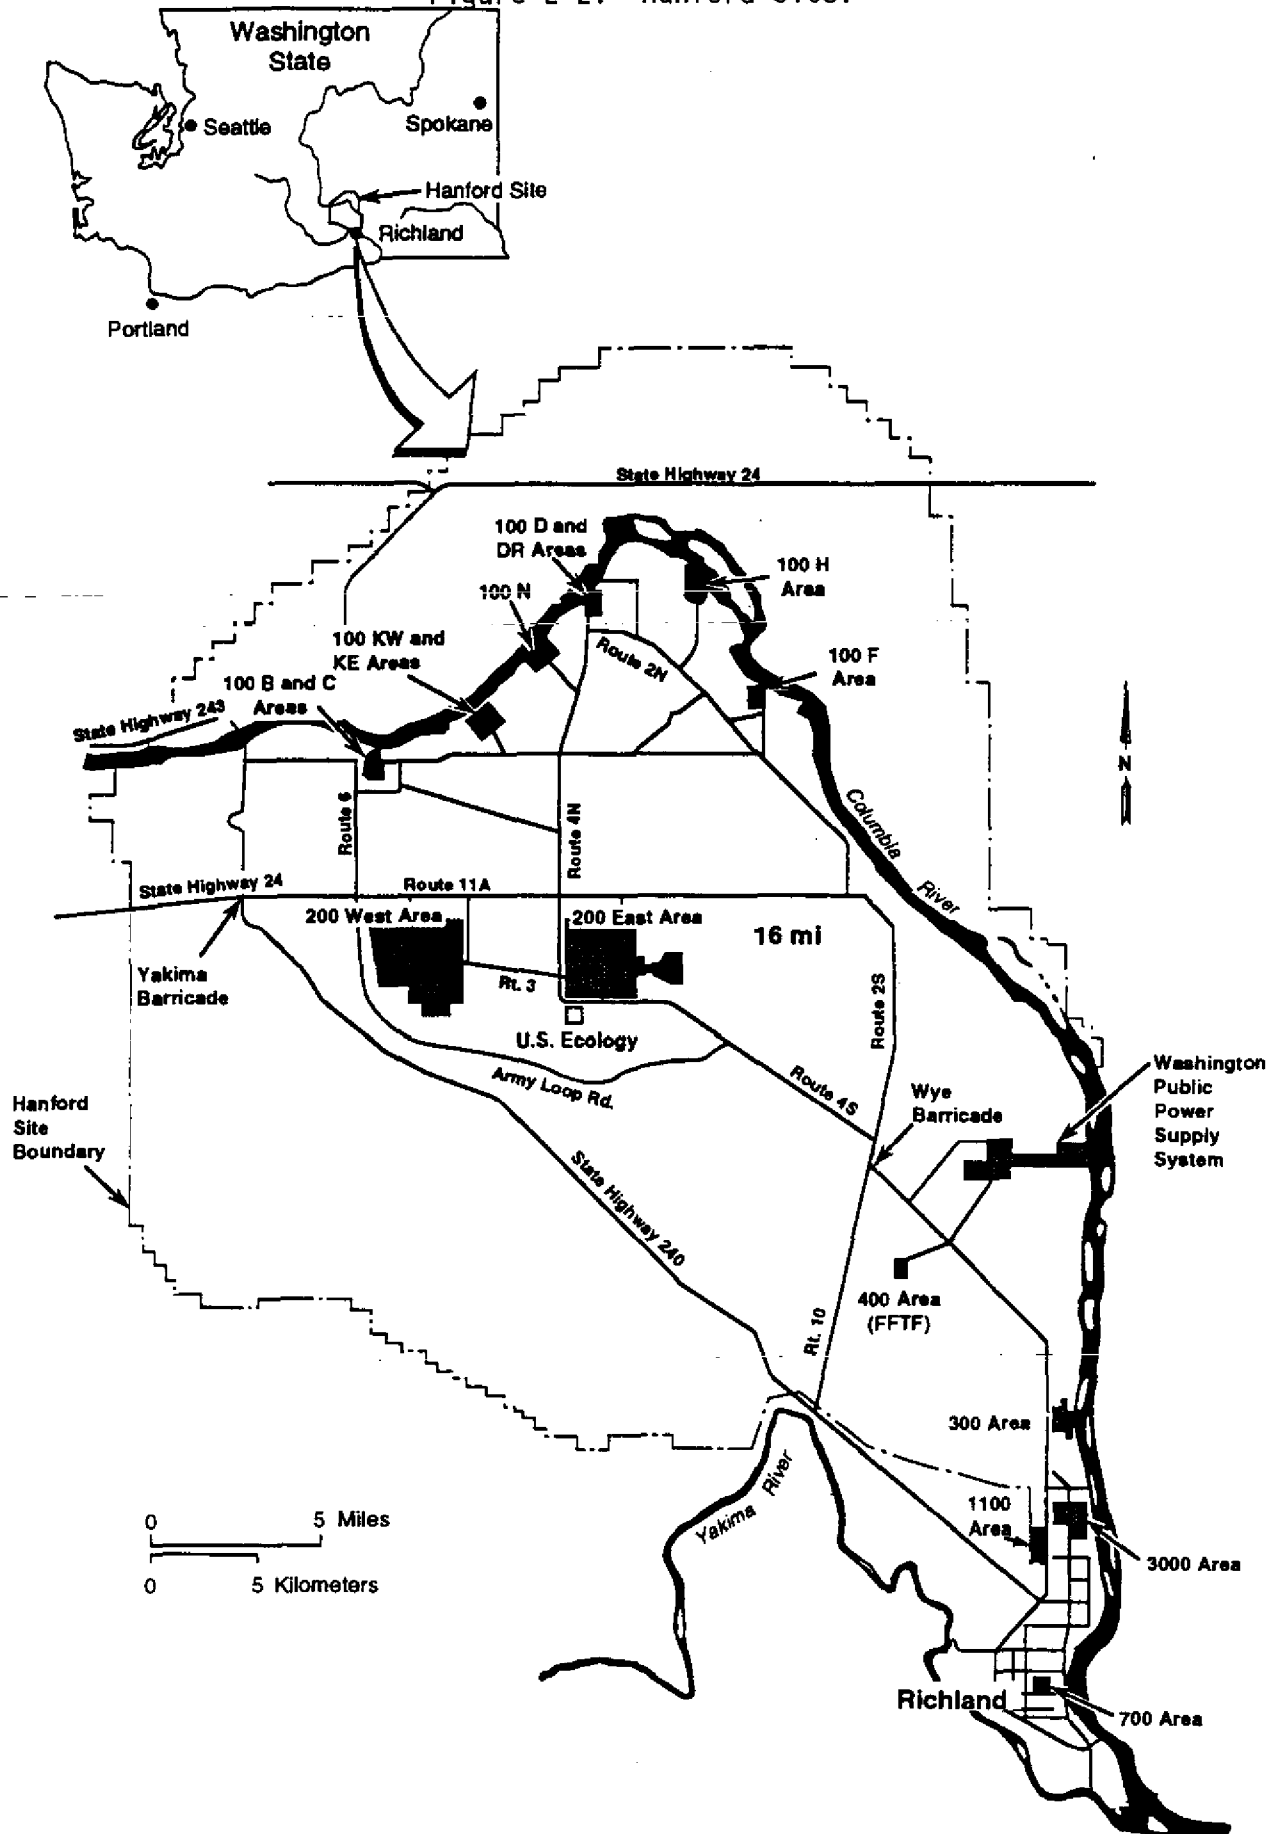 Figure 2-2. Hanford Site.
Washington
State
Seattle
Spokane
Hanford Site
Richland
Portland
State Highway 24
100 D and
DR Areas
100 H
Area
100 N
100 KW and
KE Areas
Route 2N
100 F
Area
100 B and C
Areas
State Highway 243
N
Columbia
River
Route 6
Route 4N
State Highway 24
Route 11A
200 West Area
200 East Area
16 mi
Yakima
Barricade
Rt. 3
Route 2S
U.S. Ecology
Army Loop Rd.
Route 4S
Wye
Barricade
Washington
Public
Power
Supply
System
Hanford
Site
Boundary
State Highway 240
400 Area
(FFTF)
Rt. 10
300 Area
Yakima
River
1100
Area
3000 Area
0 5 Miles
0 5 Kilometers
Richland
700 Area